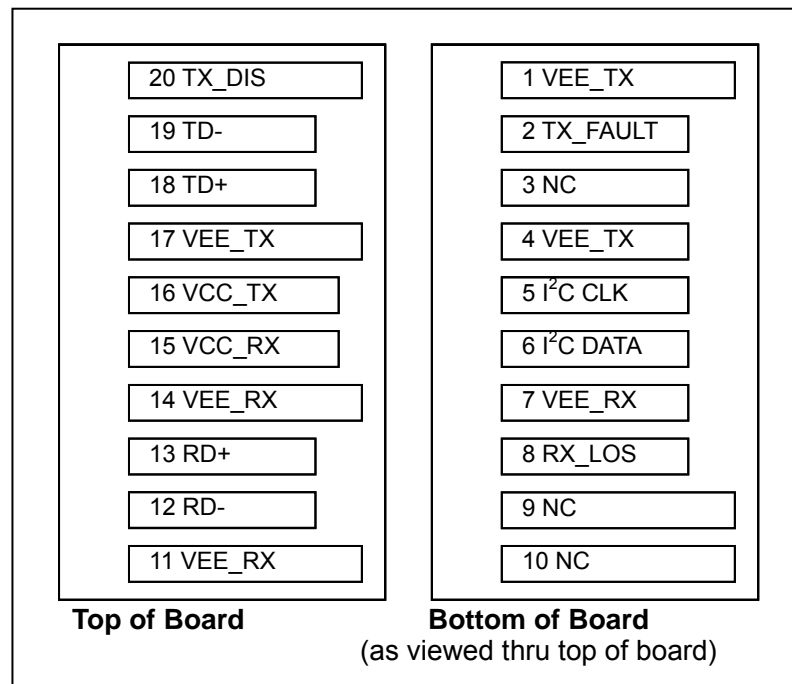 20 TX_DIS
19 TD-
18 TD+
17 VEE_TX
16 VCC_TX
15 VCC_RX
14 VEE_RX
13 RD+
12 RD-
11 VEE_RX
Top of Board
1 VEE_TX
2 TX_FAULT
3 NC
4 VEE_TX
5 I²C CLK
6 I²C DATA
7 VEE_RX
8 RX_LOS
9 NC
10 NC
Bottom of Board
(as viewed thru top of board)